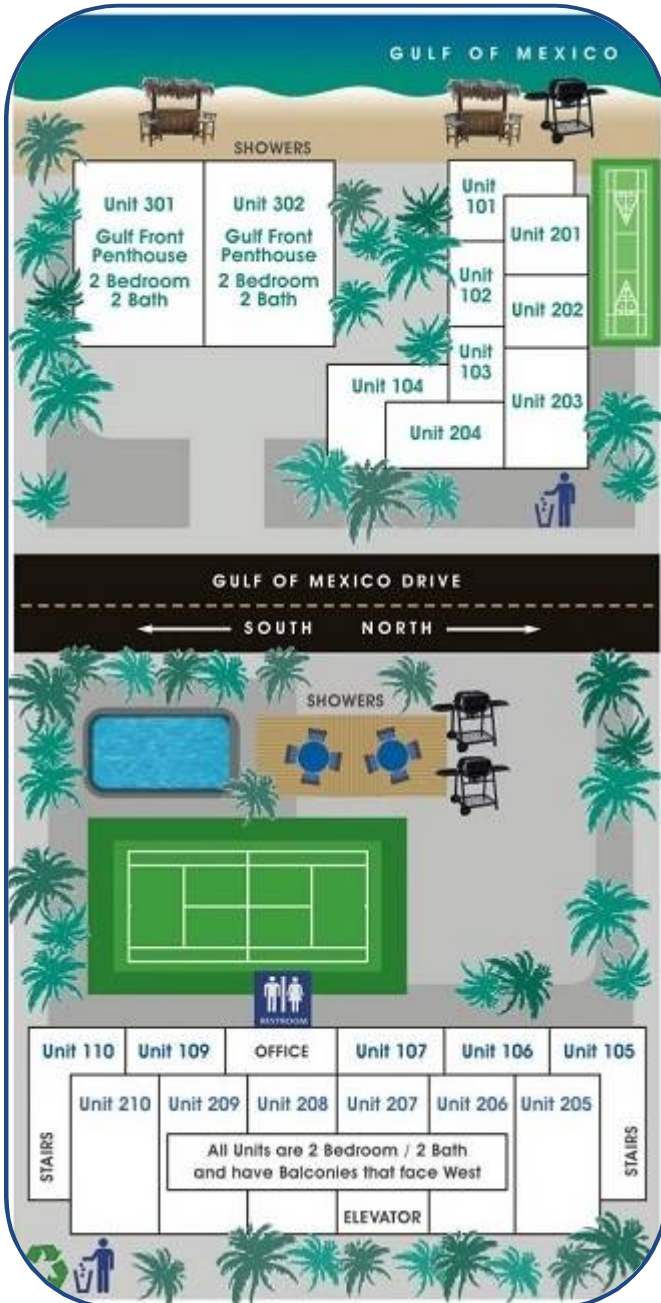 GULF OF MEXICO
SHOWERS
Unit 301
Gulf Front
Penthouse
2 Bedroom
2 Bath
Unit 302
Gulf Front
Penthouse
2 Bedroom
2 Bath
Unit
101
Unit 201
Unit
102
Unit 202
Unit
103
Unit 104
Unit 203
Unit 204
GULF OF MEXICO DRIVE
SOUTH NORTH
SHOWERS
RESTROOM
Unit 110
Unit 109
OFFICE
Unit 107
Unit 106
Unit 105
Unit 210
Unit 209
Unit 208
Unit 207
Unit 206
Unit 205
STAIRS
All Units are 2 Bedroom / 2 Bath
and have Balconies that face West
STAIRS
ELEVATOR